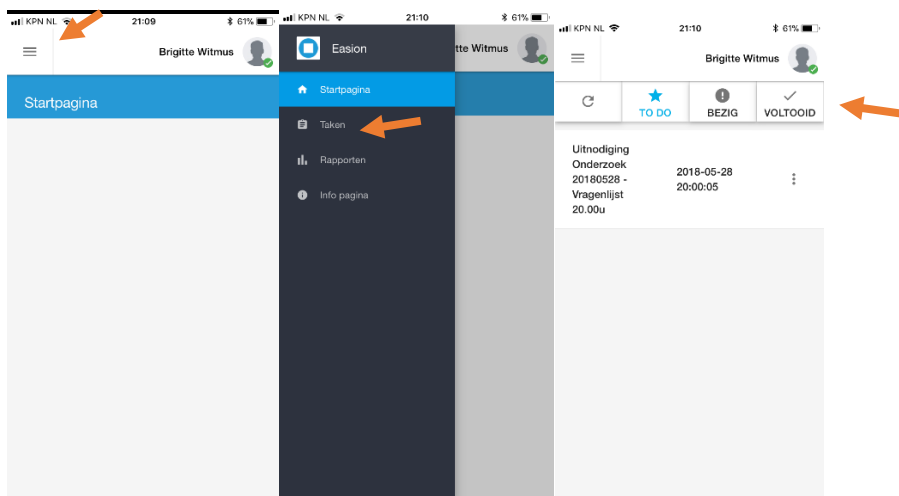 KPN NL 21:09 61%
Brigitte Witmus
Startpagina
KPN NL 21:10 61%
Easion
tte Witmus
Startpagina
Taken
Rapporten
Info pagina
KPN NL 21:10 61%
Brigitte Witmus
TO DO BEZIG VOLTOOID
Uitnodiging
Onderzoek
20180528 -
Vragenlijst
20.00u
2018-05-28
20:00:05